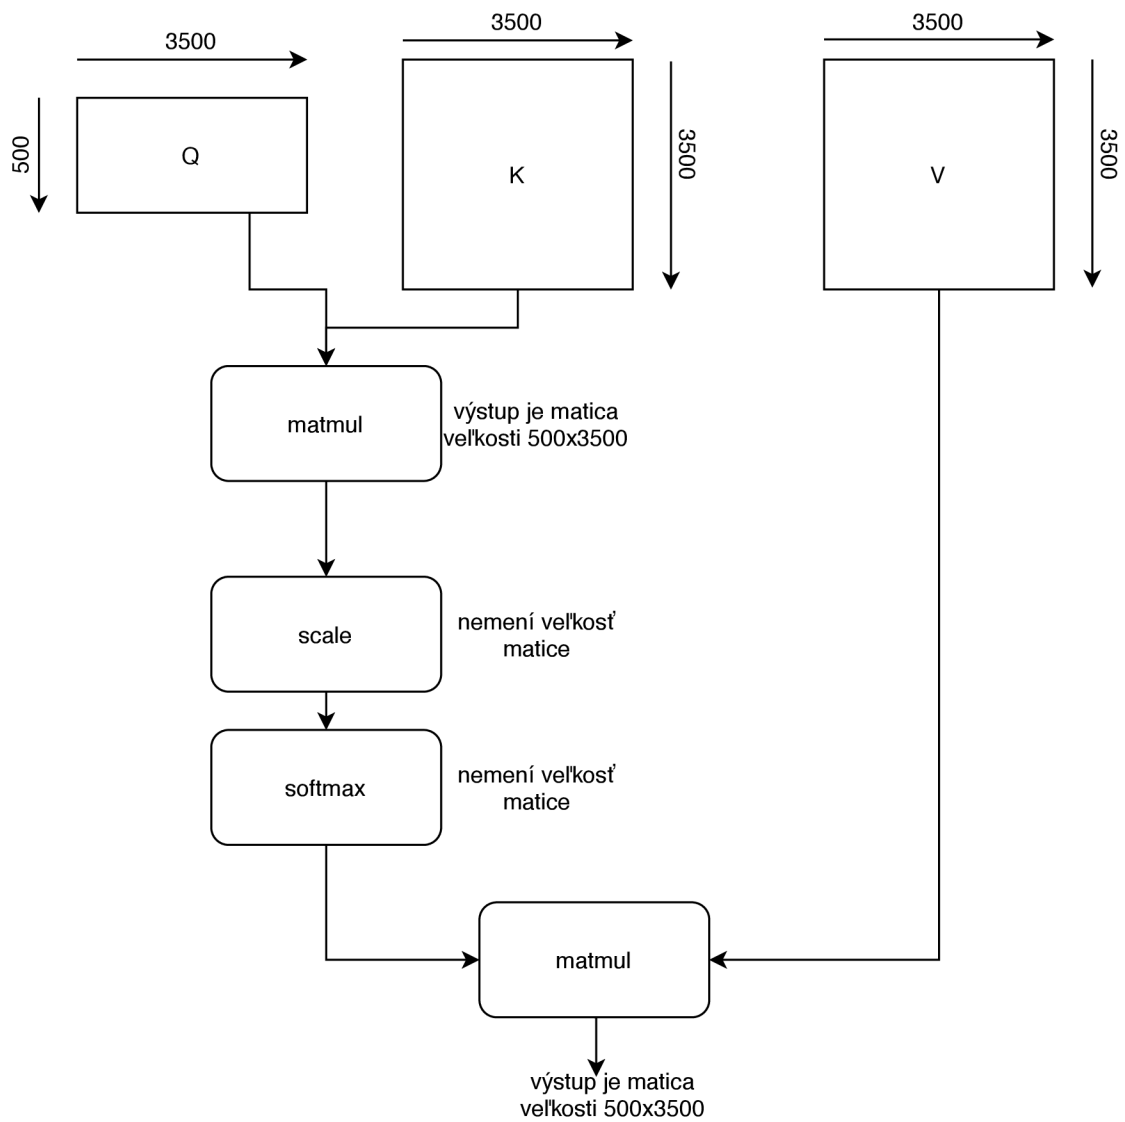 3500
3500
3500
500
Q
K
3500
V
3500
matmul
výstup je matica
veľkosti 500x3500
scale
nemení veľkosť
matice
softmax
nemení veľkosť
matice
matmul
výstup je matica
veľkosti 500x3500